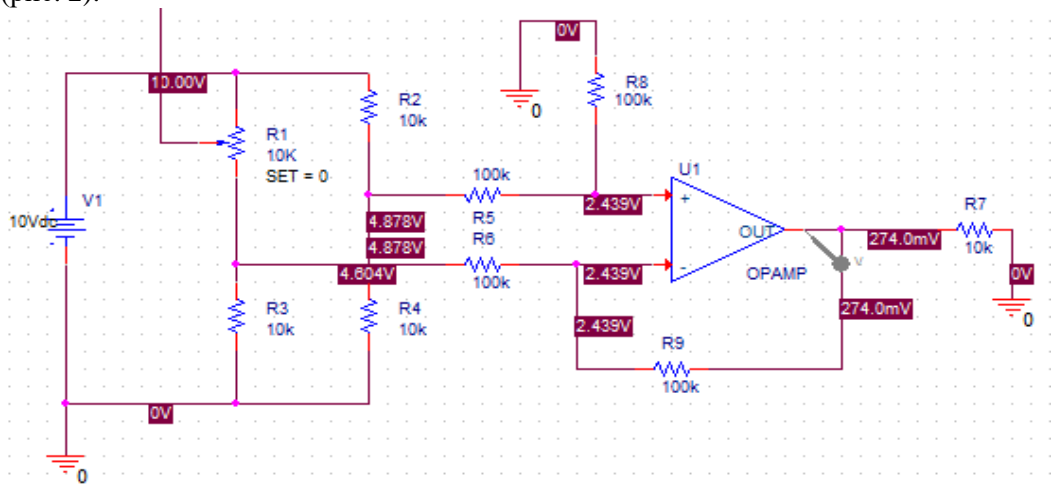 (рис. 2).
0V
R8
100k
0
10.00V
R2
10k
R1
10K
SET = 0
V1
10Vdc
100k
R5
R6
100k
4.878V
4.878V
4.604V
2.439V
2.439V
2.439V
U1
+
-
OUT
OPAMP
V
R7
10k
274.0mV
0V
0
274.0mV
R3
10k
R4
10k
R9
100k
0V
0